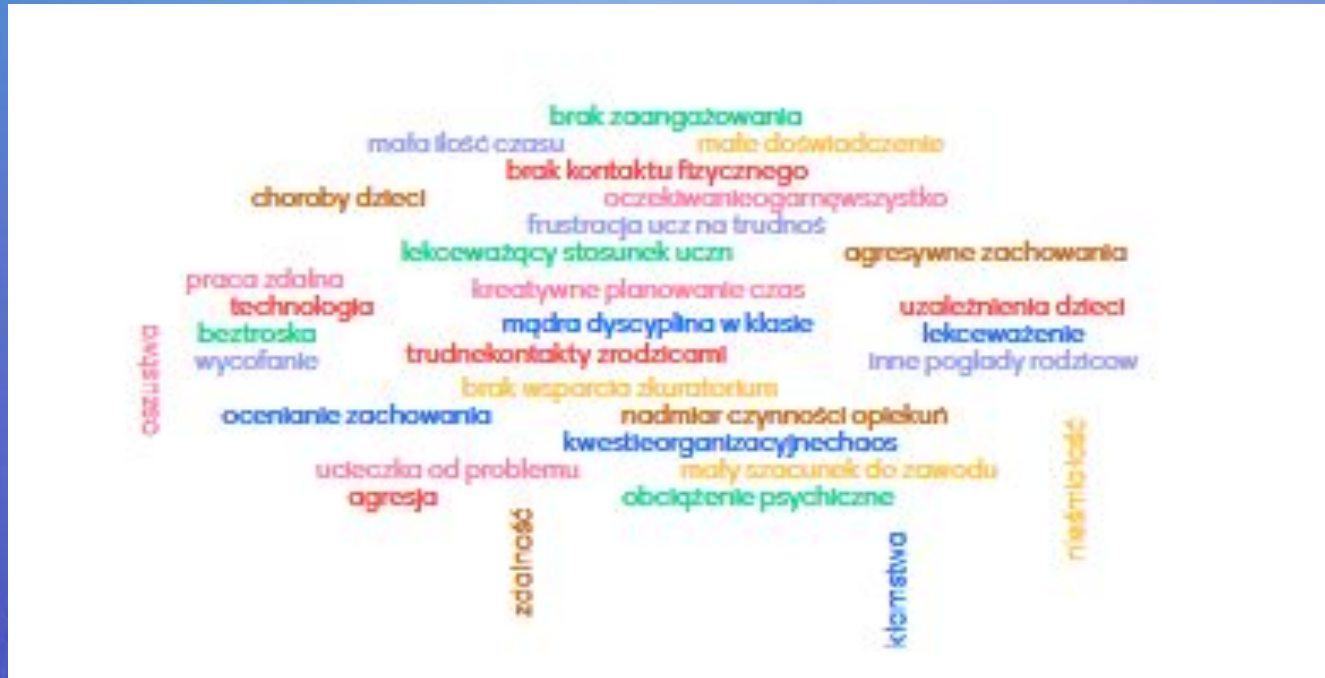 brak zaangażowania
mała ilość czasu
małe doświadczenie
brak kontaktu fizycznego
choroby dzieci
oczekiwanieogarnęwszystko
frustracja ucz na trudnoś
lekceważący stosunek uczn
agresywne zachowania
praca zdalna
kreatywne planowanie czas
technologia
uzależnienia dzieci
mądra dyscyplina w klasie
beztroska
lekceważenie
oszustwa
wycofanie
trudnekontakty zrodzicami
inne poglady rodzicow
brak wsparcia zkuratorium
ocenianie zachowania
nadmiar czynności opiekuń
kwestieorganizacyjnechaos
ucieczka od problemu
mały szacunek do zawodu
nieśmiałość
agresja
obciążenie psychiczne
zdalność
kłamstwa